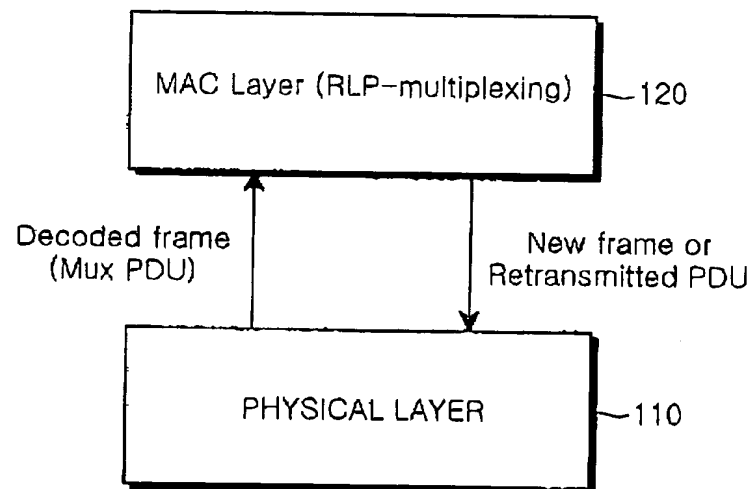 MAC Layer (RLP-multiplexing)
120
Decoded frame
(Mux PDU)
New frame or
Retransmitted PDU
PHYSICAL LAYER
110